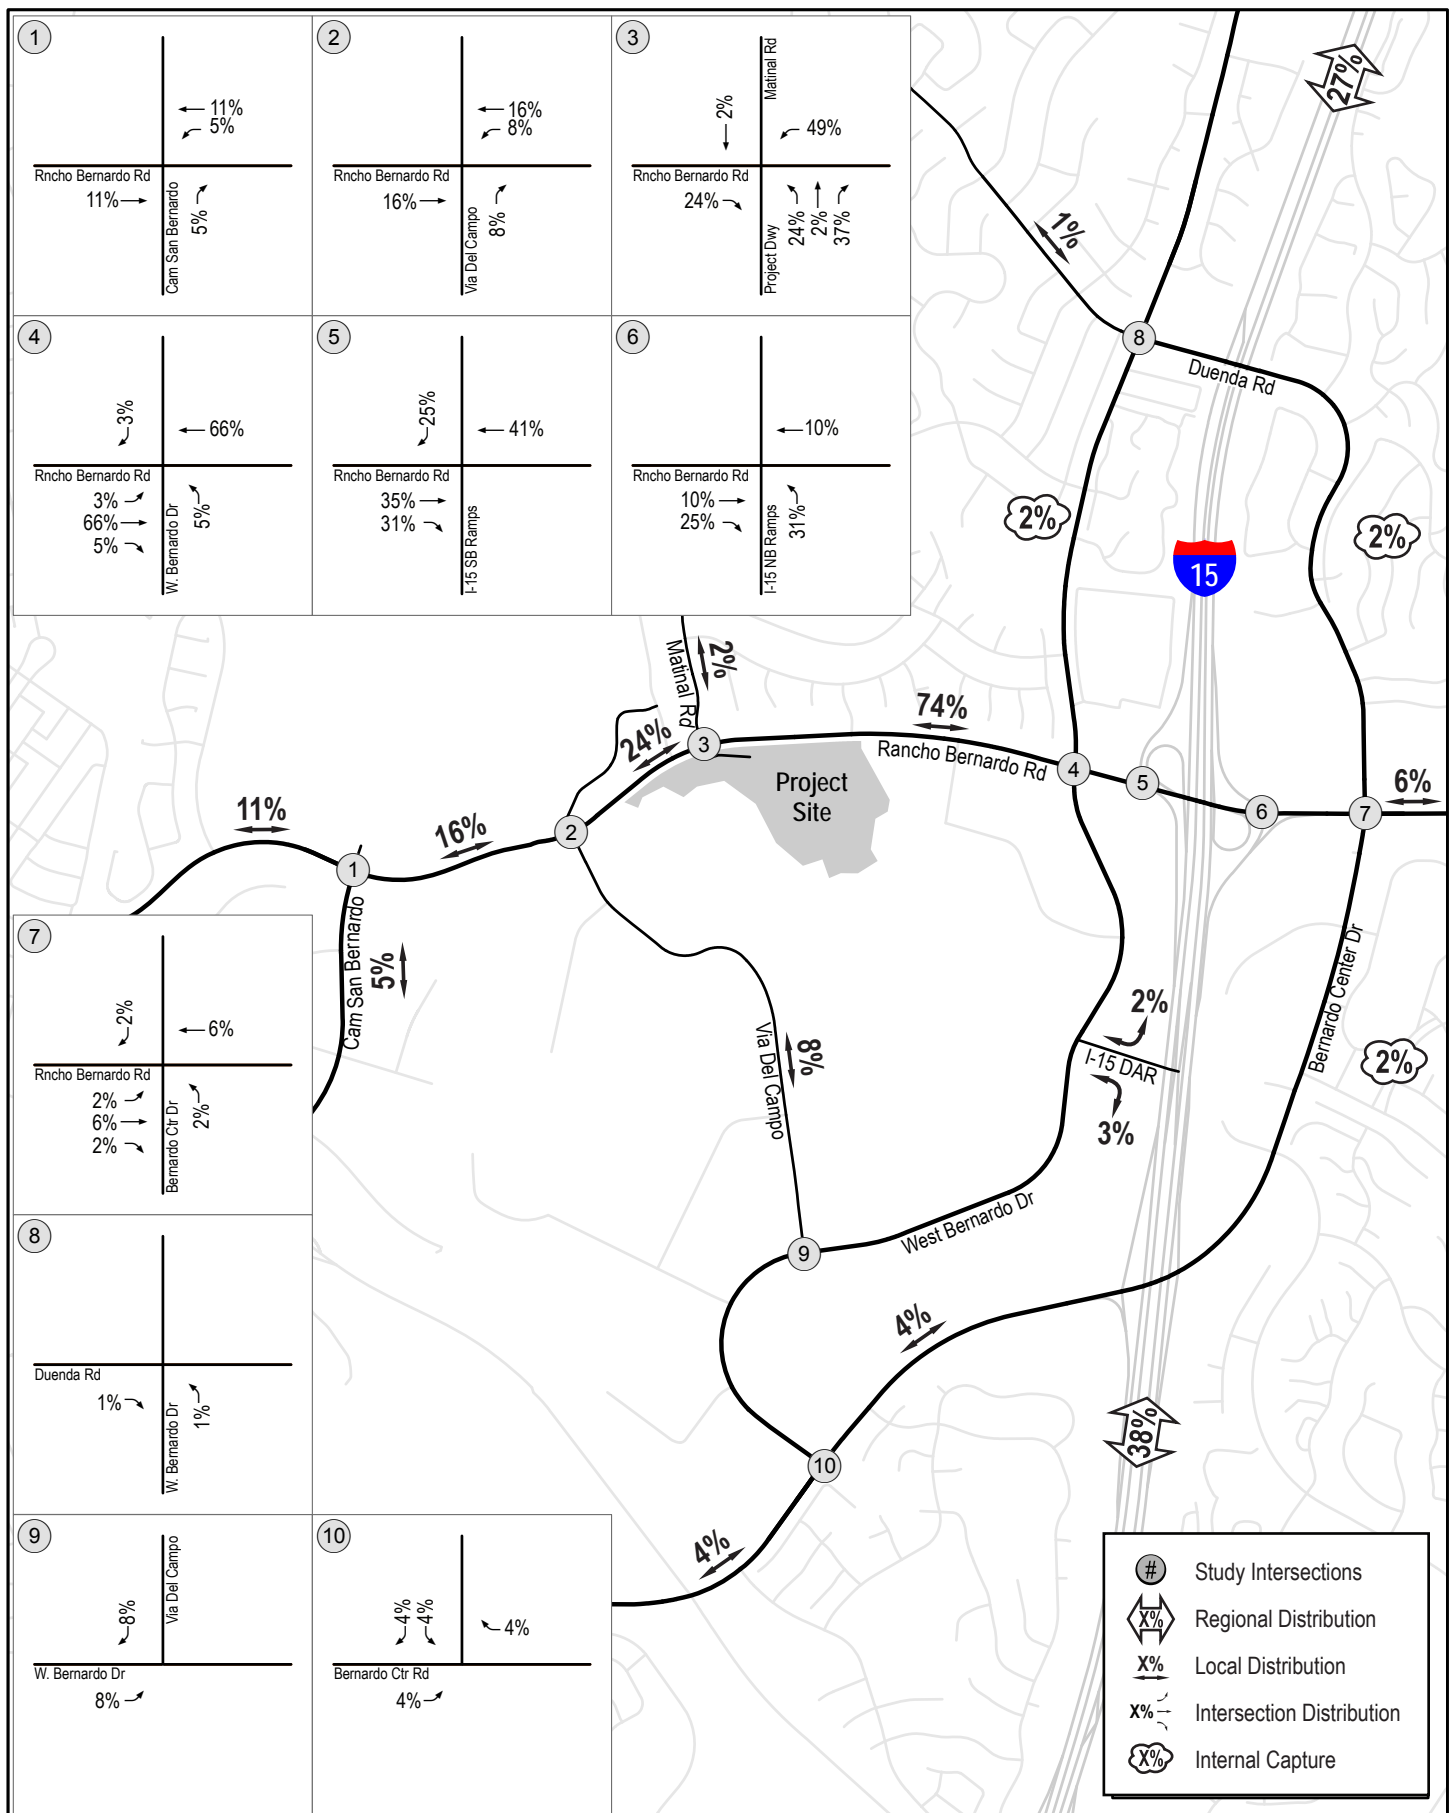 1
11%
5%
Rncho Bernardo Rd
11%
Cam San Bernardo
5%
2
16%
8%
Rncho Bernardo Rd
16%
Via Del Campo
8%
3
Matinal Rd
2%
49%
Rncho Bernardo Rd
24%
Project Dwy
24%
2%
37%
4
3%
66%
Rncho Bernardo Rd
3%
66%
5%
W. Bernardo Dr
5%
5
25%
41%
Rncho Bernardo Rd
35%
31%
I-15 SB Ramps
6
10%
Rncho Bernardo Rd
10%
25%
I-15 NB Ramps
31%
27%
1%
8
Duenda Rd
2%
2%
15
Matinal Rd
2%
24%
3
74%
Rancho Bernardo Rd
Project
Site
4
5
6
7
6%
11%
16%
1
2
Cam San Bernardo
5%
Via Del Campo
8%
2%
I-15 DAR
3%
Bernardo Center Dr
2%
9
West Bernardo Dr
4%
38%
10
4%
7
2%
6%
Rncho Bernardo Rd
2%
6%
2%
Bernardo Ctr Dr
2%
8
Duenda Rd
1%
W. Bernardo Dr
1%
9
Via Del Campo
8%
W. Bernardo Dr
8%
10
4%
4%
4%
Bernardo Ctr Rd
4%
# Study Intersections
X% Regional Distribution
X% Local Distribution
X% Intersection Distribution
X% Internal Capture